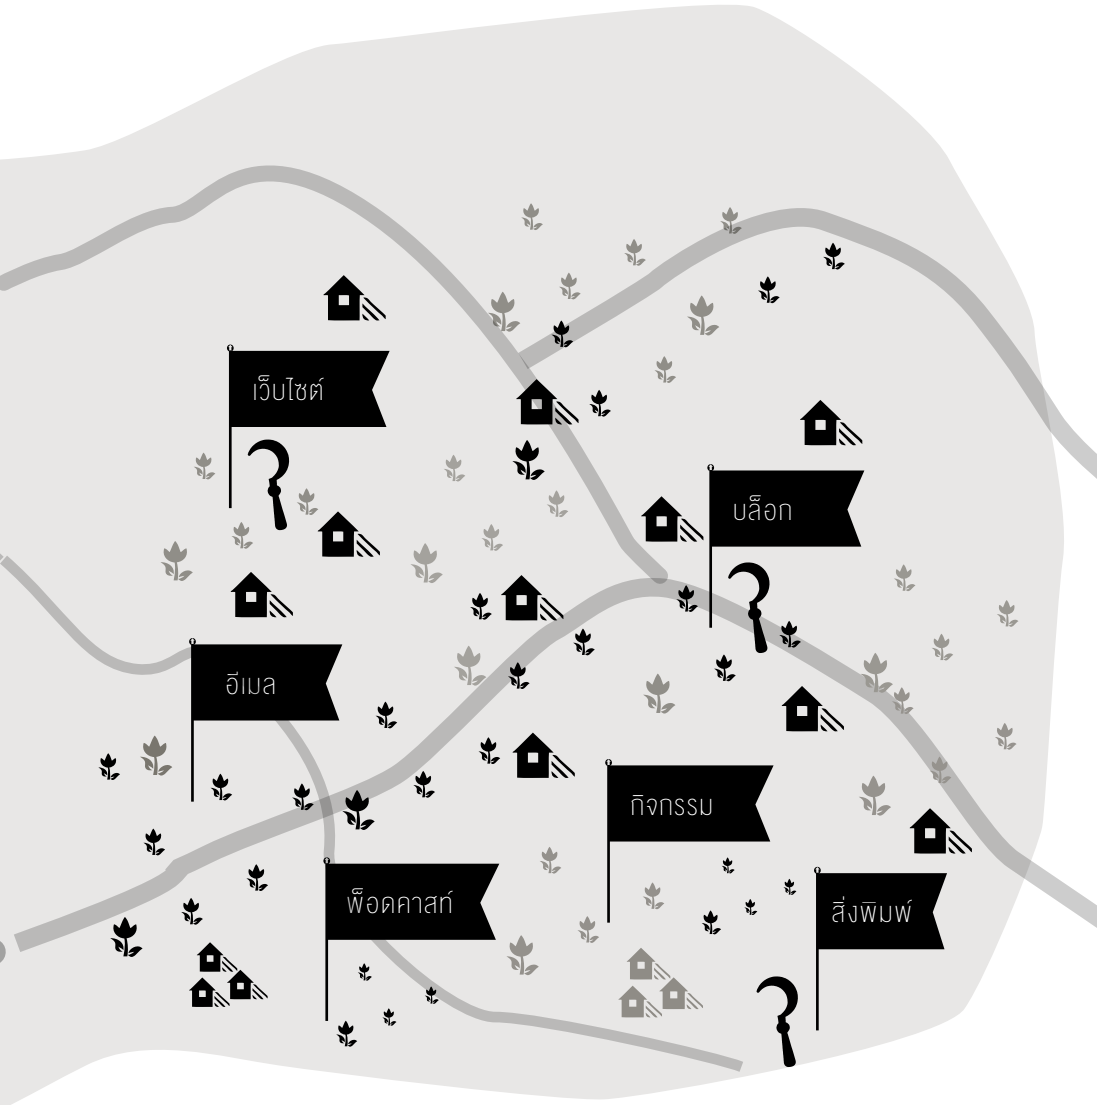 เว็บไซต์
บล็อก
อีเมล
กิจกรรม
พ็อดคาสท์
สิ่งพิมพ์